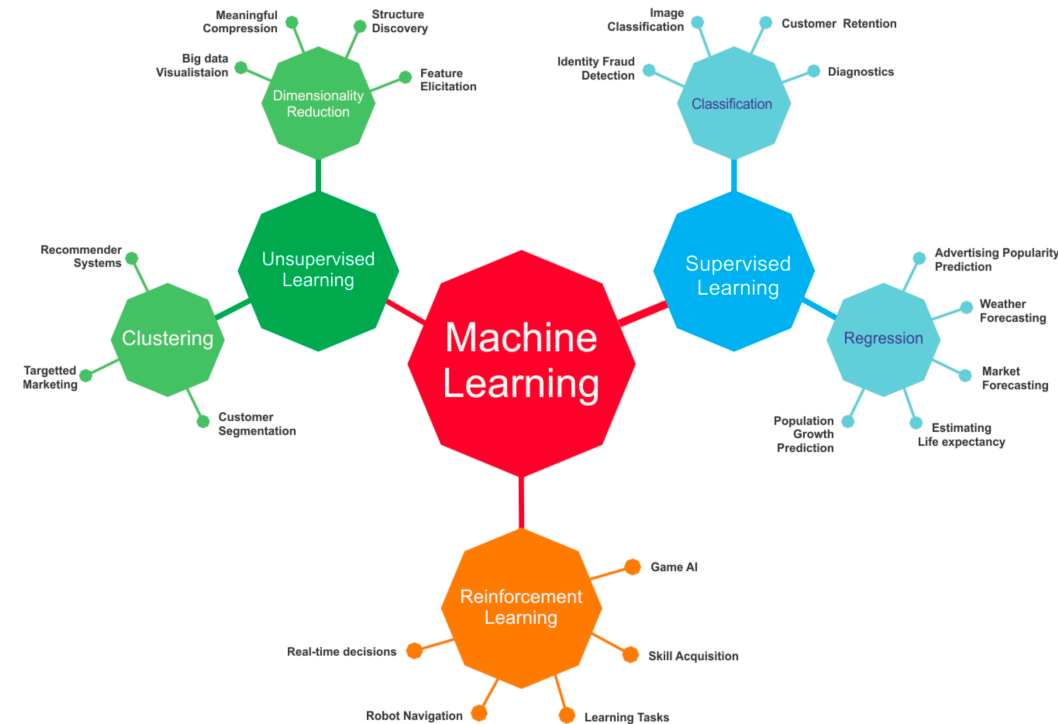 Meaningful
Compression
Structure
Discovery
Big data
Visualistaion
Feature
Elicitation
Dimensionality
Reduction
Image
Classification
Customer Retention
Identity Fraud
Detection
Diagnostics
Classification
Unsupervised
Learning
Supervised
Learning
Recommender
Systems
Clustering
Targetted
Marketing
Customer
Segmentation
Machine
Learning
Advertising Popularity
Prediction
Weather
Forecasting
Regression
Market
Forecasting
Population
Growth
Prediction
Estimating
Life expectancy
Reinforcement
Learning
Game AI
Real-time decisions
Skill Acquisition
Robot Navigation
Learning Tasks